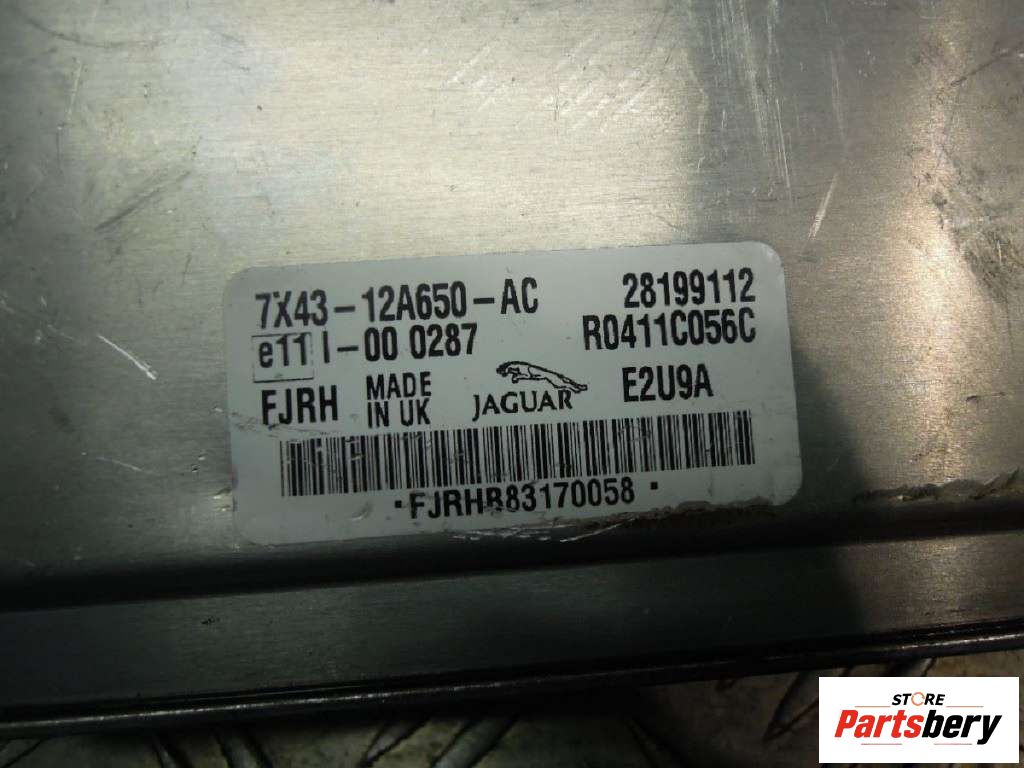 7X43-12A650-AC 28199112
e11 I-00 0287 R0411C056C
FJRH MADE IN UK JAGUAR E2U9A
FJRHB83170058
STORE
Partsbery